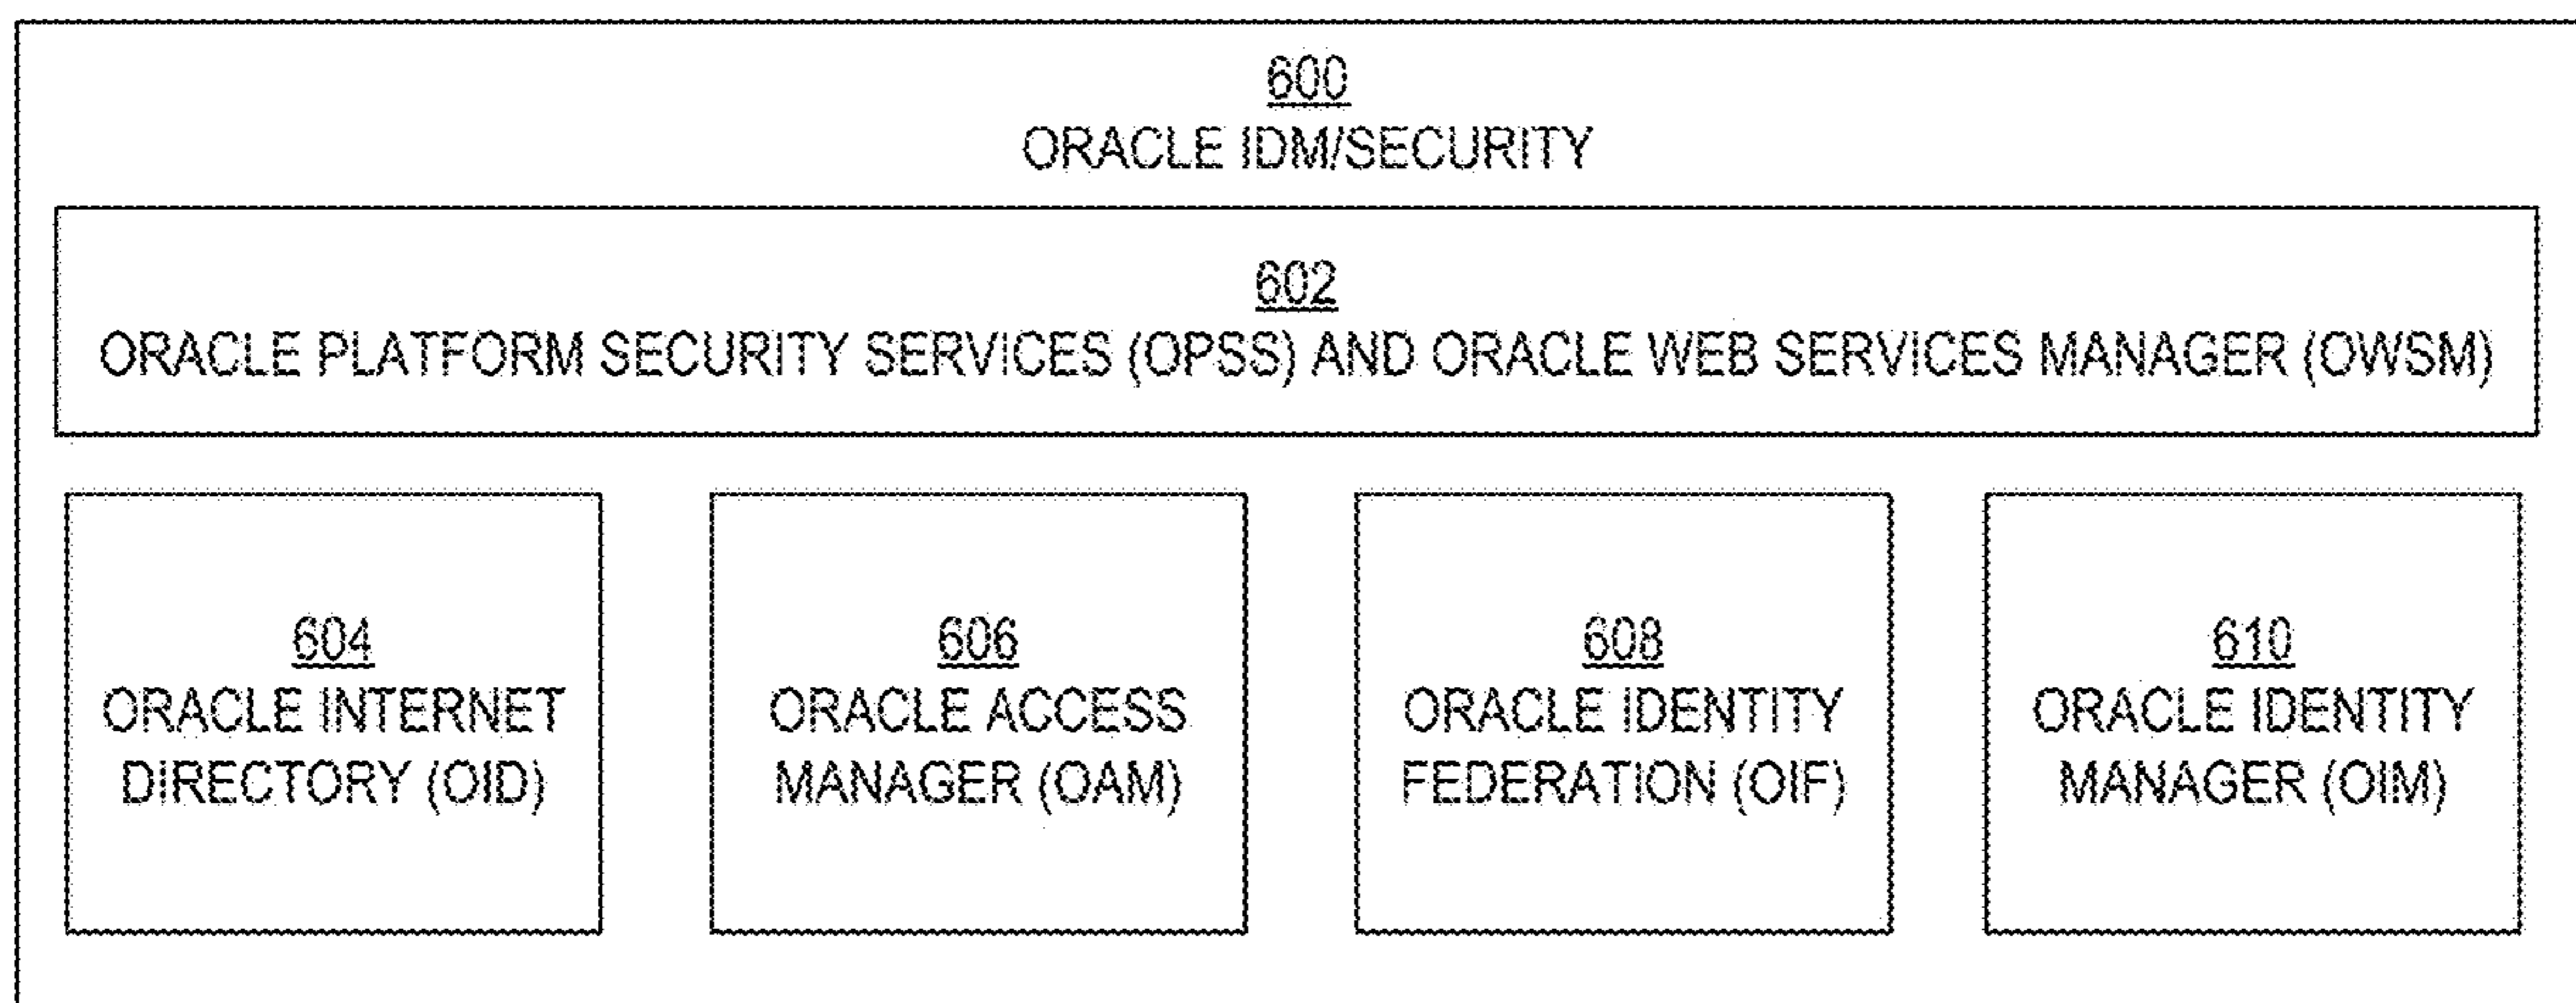 600
ORACLE IDM/SECURITY
602
ORACLE PLATFORM SECURITY SERVICES (OPSS) AND ORACLE WEB SERVICES MANAGER (OWSM)
604
ORACLE INTERNET
DIRECTORY (OID)
606
ORACLE ACCESS
MANAGER (OAM)
608
ORACLE IDENTITY
FEDERATION (OIF)
610
ORACLE IDENTITY
MANAGER (OIM)